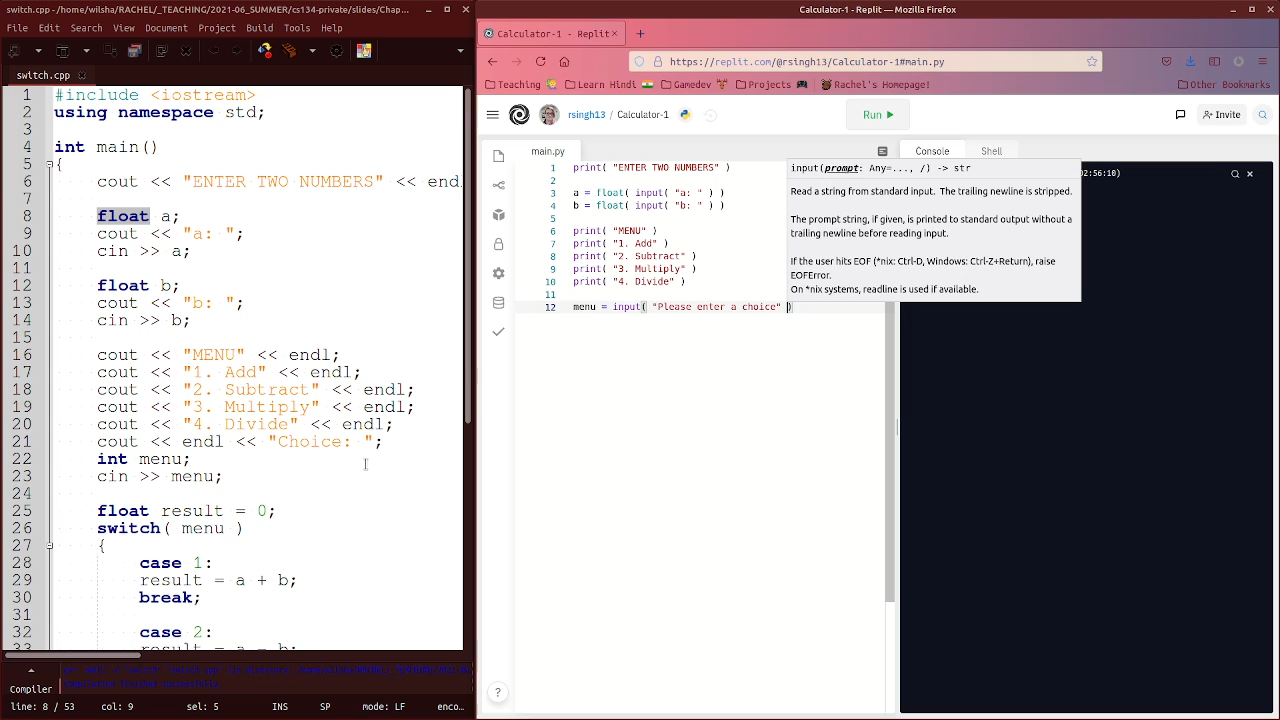 switch.cpp - /home/wilsha/RACHEL/_TEACHING/2021-06_SUMMER/cs134-private/slides/Chap
File Edit Search View Document Project Build Tools Help
switch.cpp
1 #include <iostream>
2 using namespace std;
3
4 int main()
5 {
6 cout << "ENTER TWO NUMBERS" << endl
8 float a;
9 cout << "a: ";
10 cin >> a;
11
12 float b;
13 cout << "b: ";
14 cin >> b;
15
16 cout << "MENU" << endl;
17 cout << "1. Add" << endl;
18 cout << "2. Subtract" << endl;
19 cout << "3. Multiply" << endl;
20 cout << "4. Divide" << endl;
21 cout << endl << "Choice: ";
22 int menu;
23 cin >> menu;
24
25 float result = 0;
26 switch( menu )
27 {
28 case 1:
29 result = a + b;
30 break;
31
32 case 2:
result = a - b;
Compiler
line: 8 / 53 col: 9 sel: 5 INS SP mode: LF enco...
Calculator-1 - Replit — Mozilla Firefox
Calculator-1 - Replit
https://replit.com/@rsingh13/Calculator-1#main.py
Teaching Learn Hindi Gamedev Projects Rachel's Homepage! Other Bookmarks
rsingh13 / Calculator-1 Run Invite
main.py
1 print( "ENTER TWO NUMBERS" )
2
3 a = float( input( "a: " ) )
4 b = float( input( "b: " ) )
5
6 print( "MENU" )
7 print( "1. Add" )
8 print( "2. Subtract" )
9 print( "3. Multiply" )
10 print( "4. Divide" )
11
12 menu = input( "Please enter a choice" )
input(prompt: Any=..., /) -> str
Read a string from standard input. The trailing newline is stripped.
The prompt string, if given, is printed to standard output without a
trailing newline before reading input.
If the user hits EOF (*nix: Ctrl-D, Windows: Ctrl-Z+Return), raise
EOFError.
On *nix systems, readline is used if available.
Console Shell
02:56:10)
?